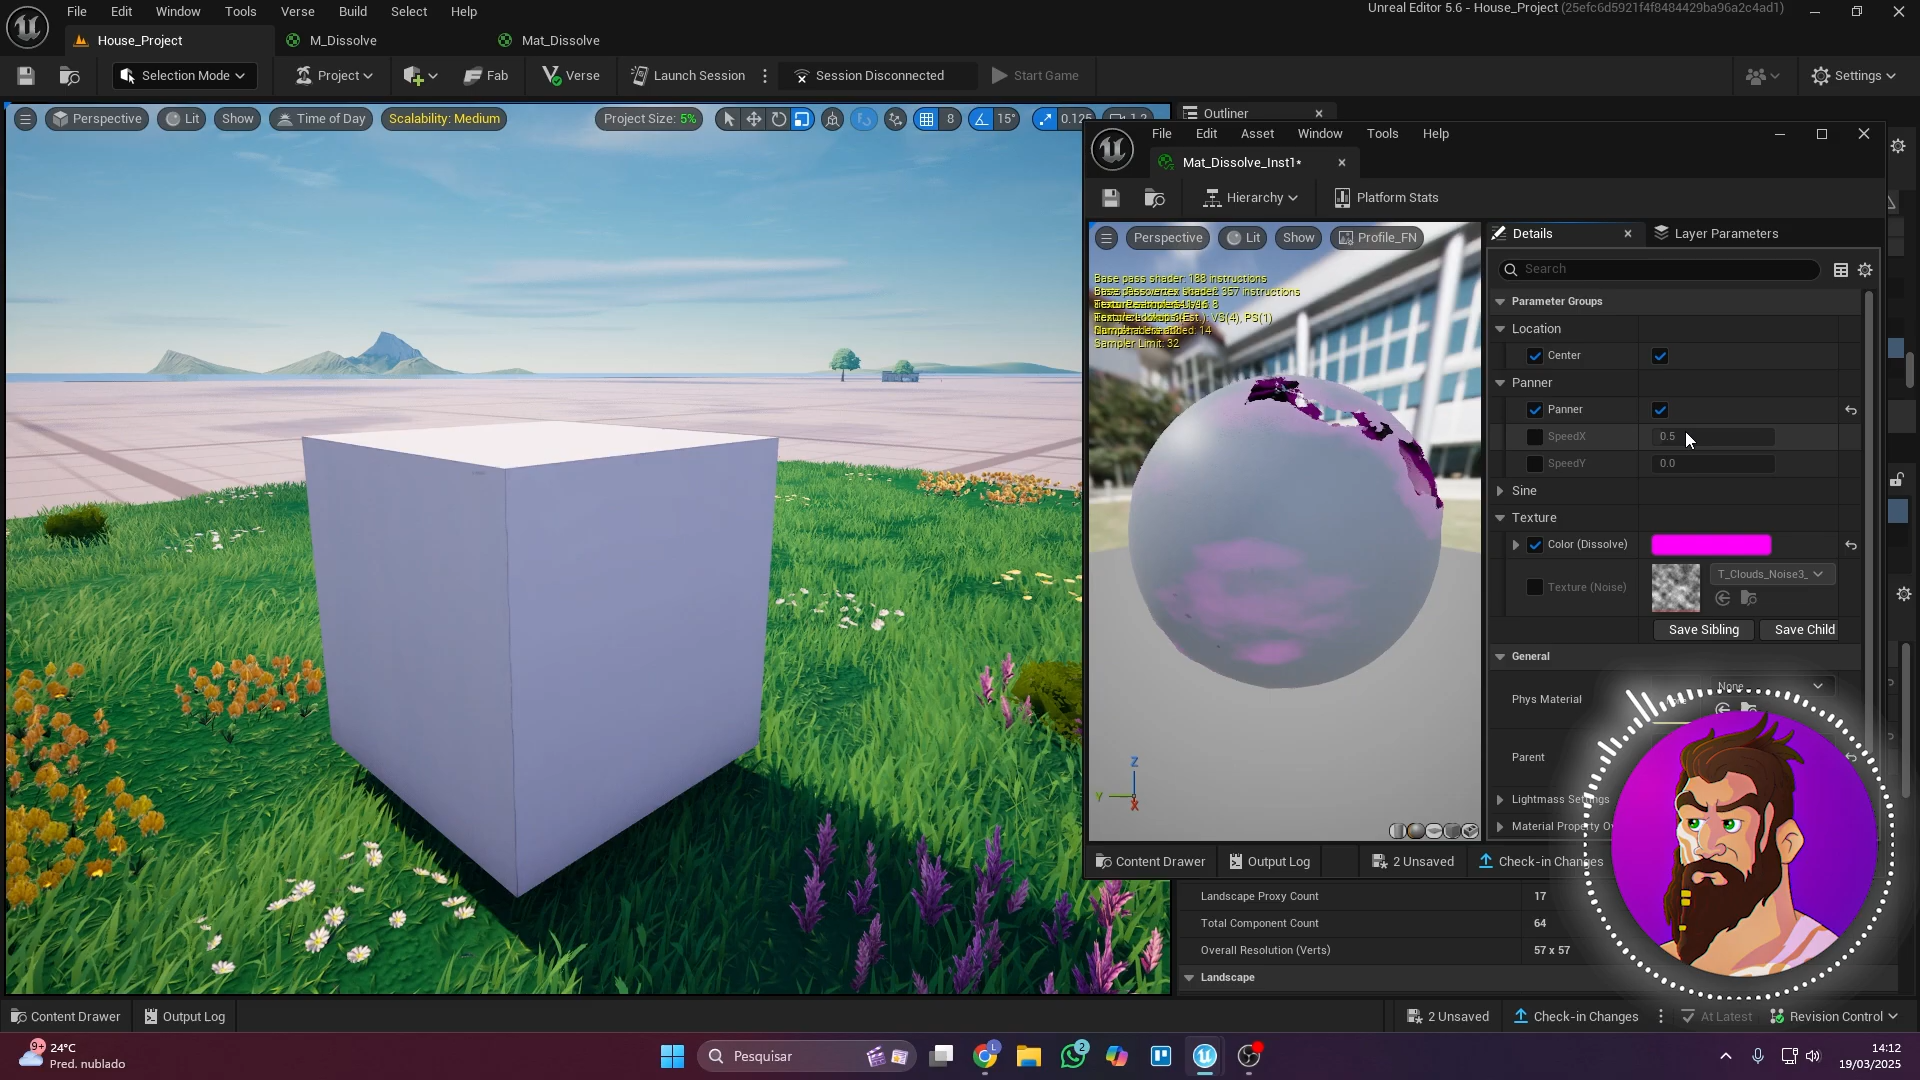 File Edit Window Tools Verse Build Select Help
Unreal Editor 5.6 - House_Project (25efc6d5921f4f8484429ba96a2c4ad1)
House_Project
M_Dissolve
Mat_Dissolve
Selection Mode
Project
Fab
Verse
Launch Session
Session Disconnected
Start Game
Settings
Perspective
Lit
Show
Time of Day
Scalability: Medium
Project Size: 5%
8
15°
0.125
Outliner
File Edit Asset Window Tools Help
Mat_Dissolve_Inst1*
Hierarchy
Platform Stats
Perspective
Lit
Show
Profile_FN
Base pass shader: 188 instructions
357 instructions
VS(4), PS(1)
Sampler Limit: 32
Z
Y
X
Details
Layer Parameters
Search
Parameter Groups
Location
Center
Panner
Panner
SpeedX
0.5
SpeedY
0.0
Sine
Texture
Color (Dissolve)
Texture (Noise)
T_Clouds_Noise3_
Save Sibling
Save Child
General
Phys Material
None
Parent
Lightmass Settings
Material Property
Content Drawer
Output Log
2 Unsaved
Check-in Changes
Landscape Proxy Count
17
Total Component Count
64
Overall Resolution (Verts)
57 x 57
Landscape
Content Drawer
Output Log
2 Unsaved
Check-in Changes
At Latest
Revision Control
9+
24°C
Pred. nublado
Pesquisar
L
2
14:12
19/03/2025